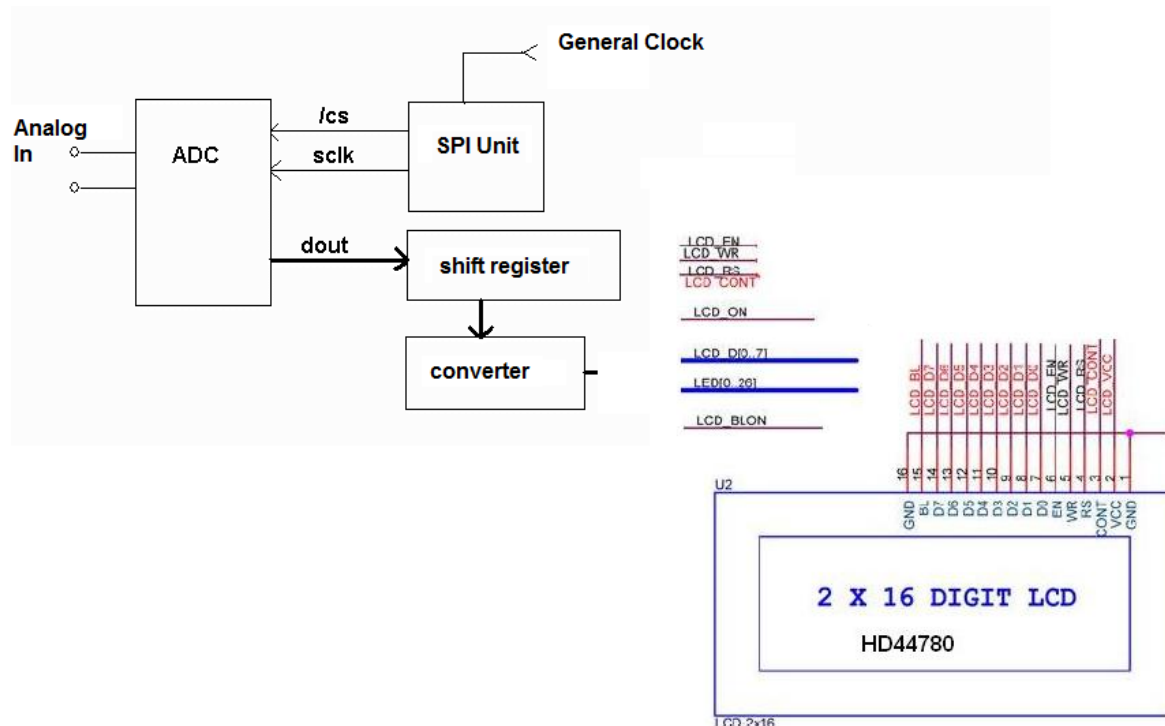 General Clock
Analog
In
ADC
/cs
sclk
SPI Unit
dout
shift register
converter
LCD_EN
LCD_WR
LCD_RS
LCD_CONT
LCD_ON
LCD_D[0..7]
LED[0..26]
LCD_BLON
LCD_BL
LCD_D7
LCD_D6
LCD_D5
LCD_D4
LCD_D3
LCD_D2
LCD_D1
LCD_D0
LCD_EN
LCD_WR
LCD_RS
LCD_CONT
LCD_VCC
U2
16 15 14 13 12 11 10 9 8 7 6 5 4 3 2 1
GND BL D7 D6 D5 D4 D3 D2 D1 D0 EN WR RS CONT VCC GND
2 X 16 DIGIT LCD
HD44780
LCD 2x16